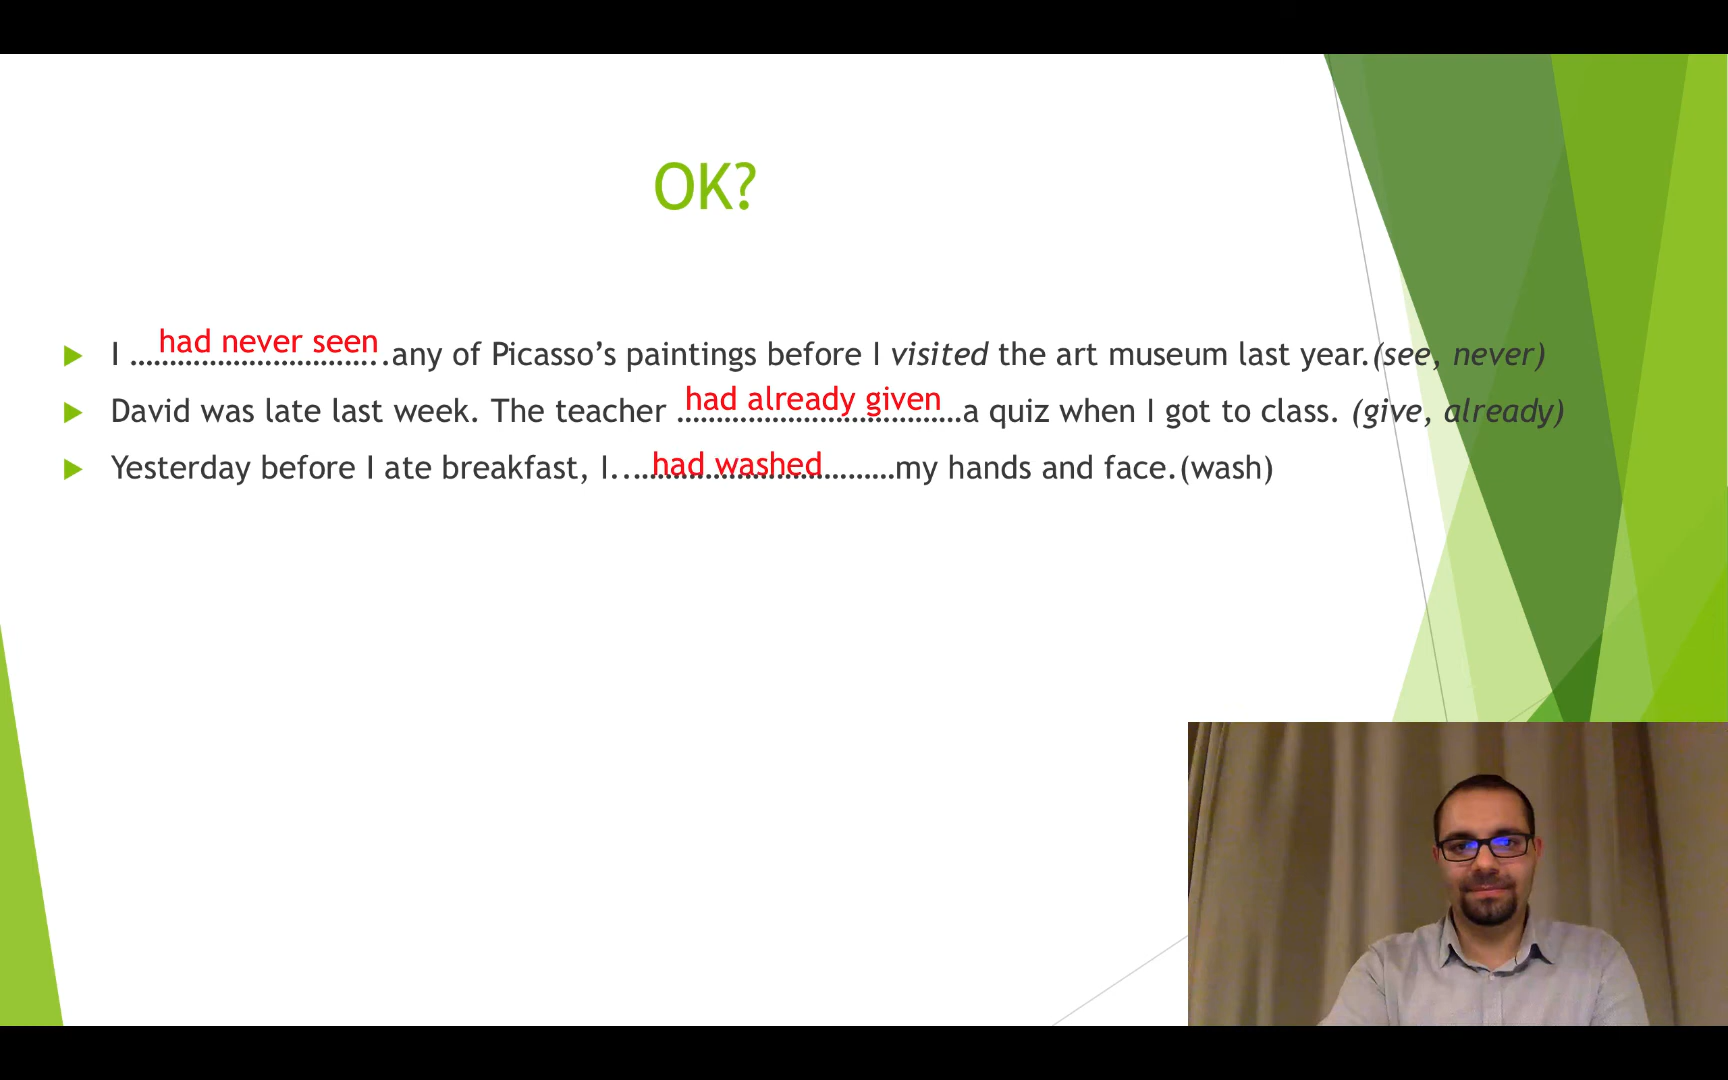 OK?
I had never seen any of Picasso’s paintings before I visited the art museum last year.(see, never)
David was late last week. The teacher had already given a quiz when I got to class. (give, already)
Yesterday before I ate breakfast, I had washed my hands and face.(wash)